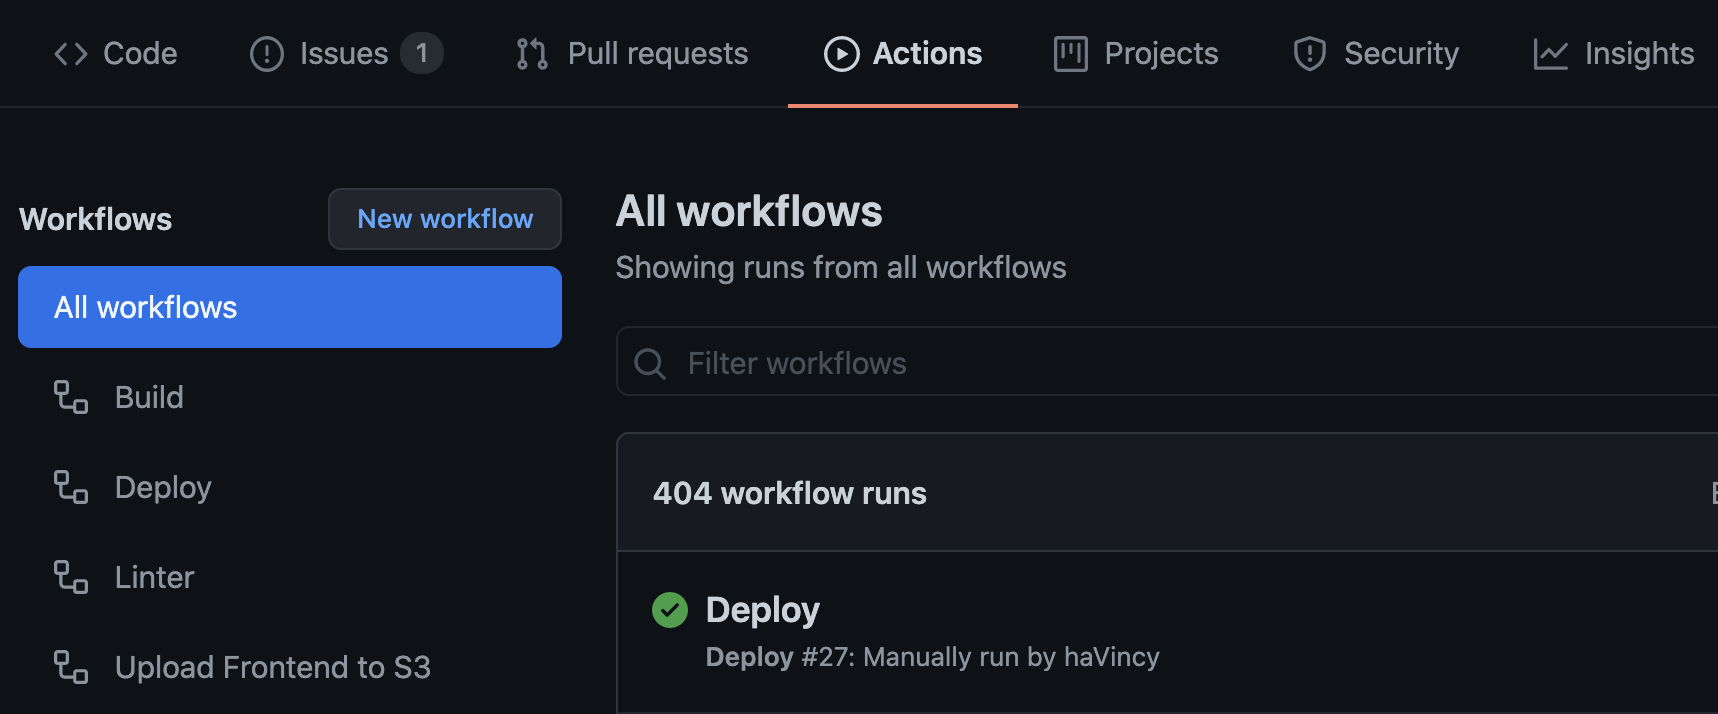 Code Issues 1 Pull requests Actions Projects Security Insights
Workflows
New workflow
All workflows
Build
Deploy
Linter
Upload Frontend to S3
All workflows
Showing runs from all workflows
Filter workflows
404 workflow runs
Deploy
Deploy #27: Manually run by haVincy